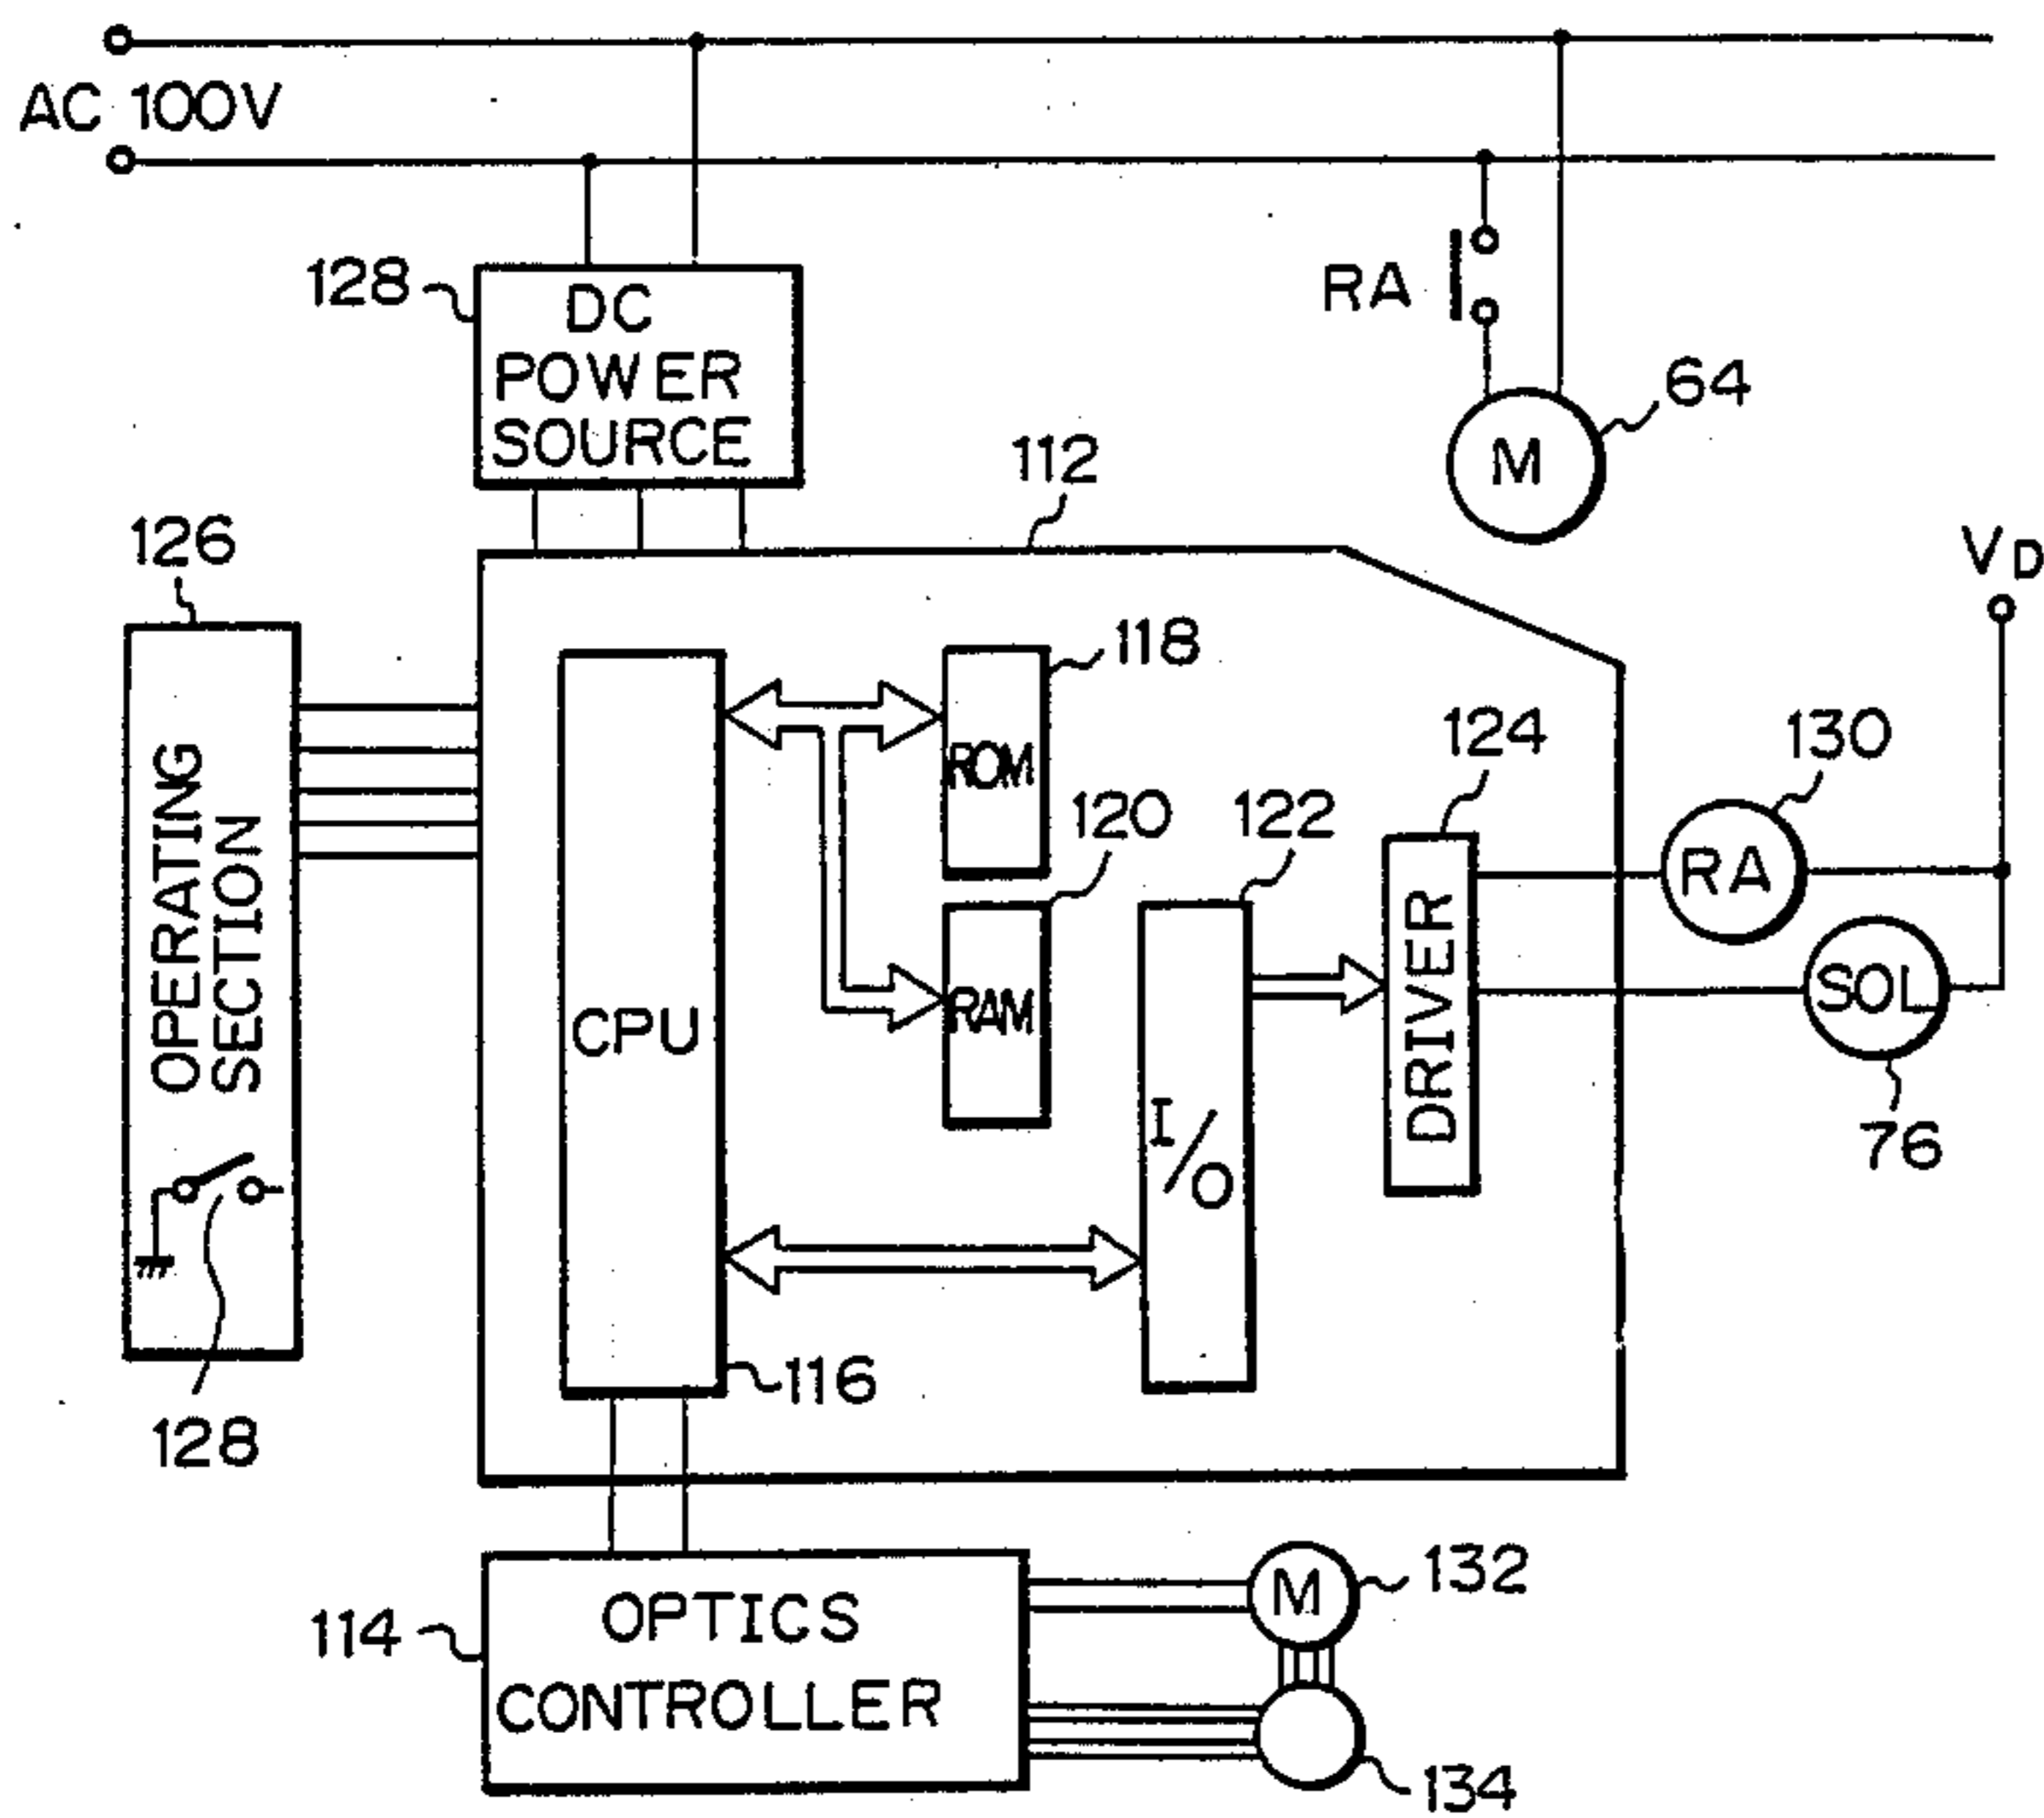 AC 100V
128
DC
POWER
SOURCE
RA
64
M
112
126
VD
118
ROM
124
130
120
122
RA
OPERATING
SECTION
CPU
RAM
DRIVER
SOL
I/O
76
116
128
114
OPTICS
CONTROLLER
M
132
134